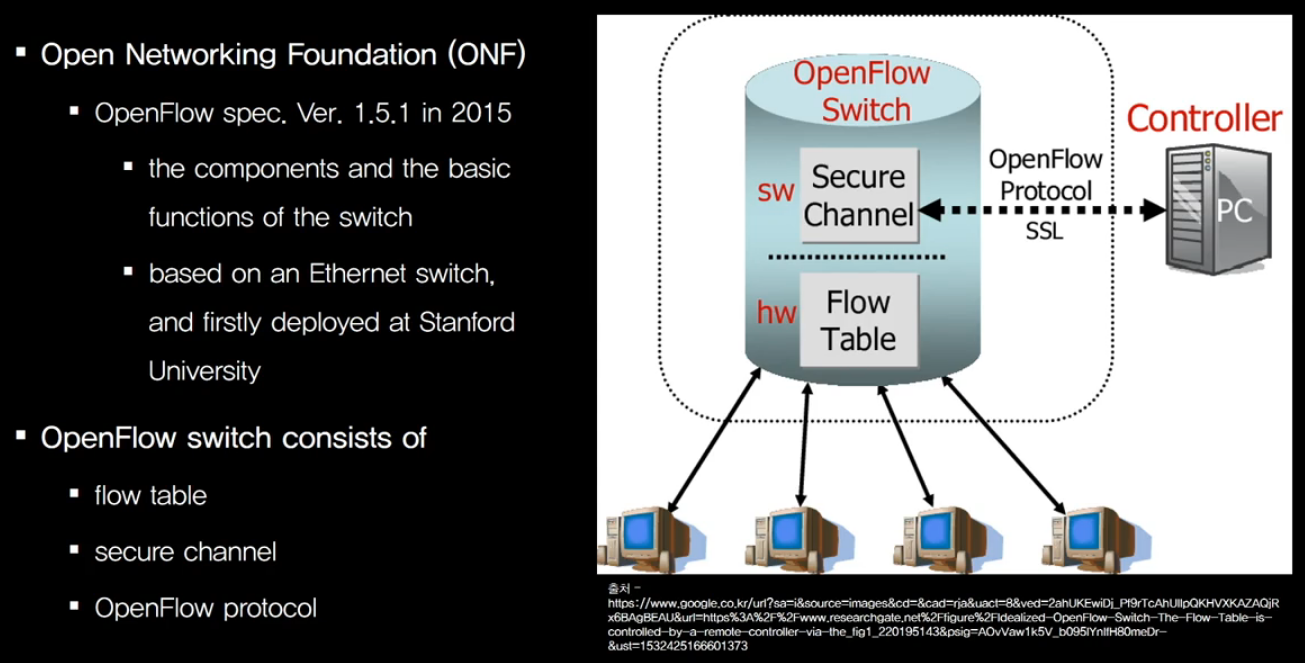 ▪ Open Networking Foundation (ONF)
▪ OpenFlow spec. Ver. 1.5.1 in 2015
▪ the components and the basic
functions of the switch
▪ based on an Ethernet switch,
and firstly deployed at Stanford
University
▪ OpenFlow switch consists of
▪ flow table
▪ secure channel
▪ OpenFlow protocol
OpenFlow
Switch
sw
Secure
Channel
hw
Flow
Table
OpenFlow
Protocol
SSL
Controller
PC
출처 -
https://www.google.co.kr/url?sa=i&source=images&cd=&cad=rja&uact=8&ved=2ahUKEwiDj_Pf9rTcAhUIIpQKHVXKAZAQjR
x6BAgBEAU&url=https%3A%2F%2Fwww.researchgate.net%2Ffigure%2FIdealized-OpenFlow-Switch-The-Flow-Table-is-
controlled-by-a-remote-controller-via-the_fig1_220195143&psig=AOvVaw1k5V_b095lYnIfH80meDr-
&ust=1532425166601373